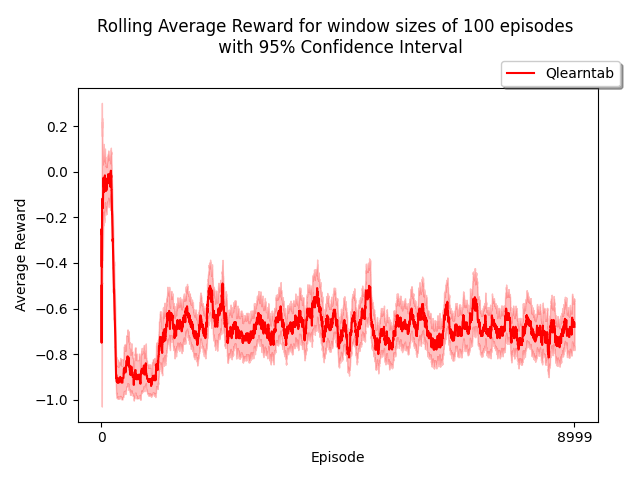 Rolling Average Reward for window sizes of 100 episodes
with 95% Confidence Interval
Qlearntab
0.2
0.0
−0.2
−0.4
−0.6
−0.8
−1.0
Average Reward
0
8999
Episode